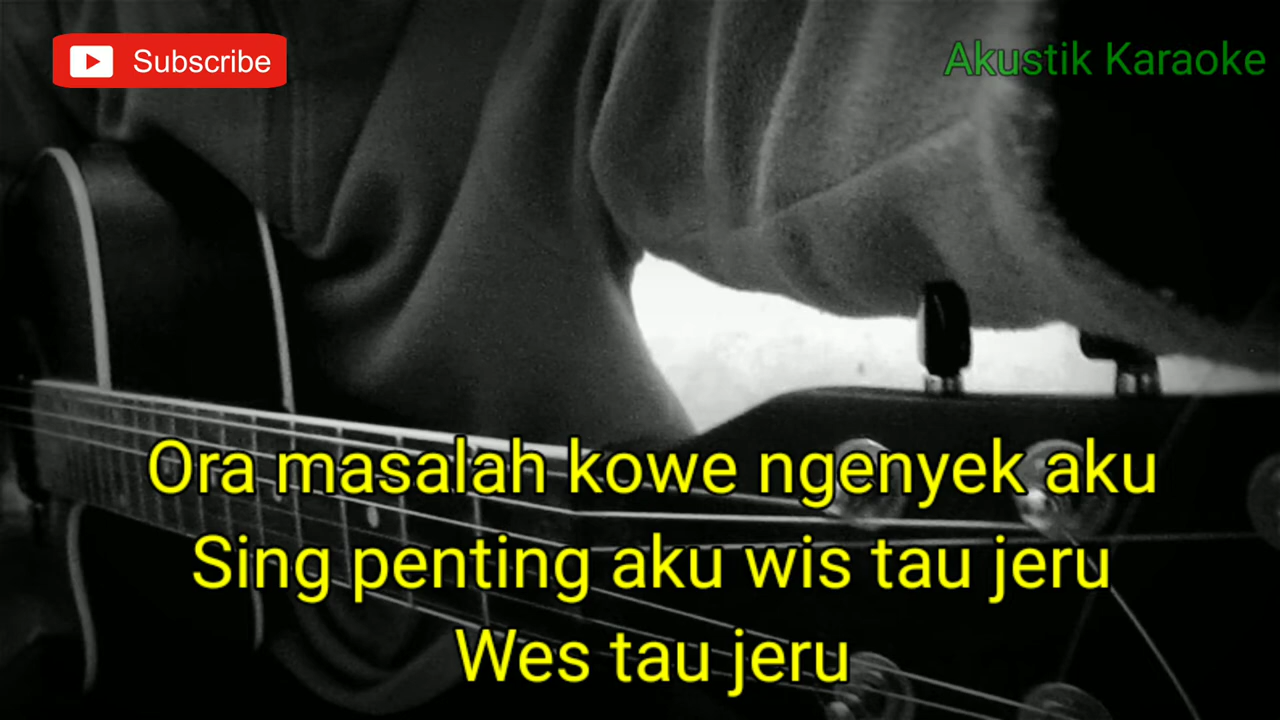 Subscribe
Akustik Karaoke
Ora masalah kowe ngenyek aku
Sing penting aku wis tau jeru
Wes tau jeru